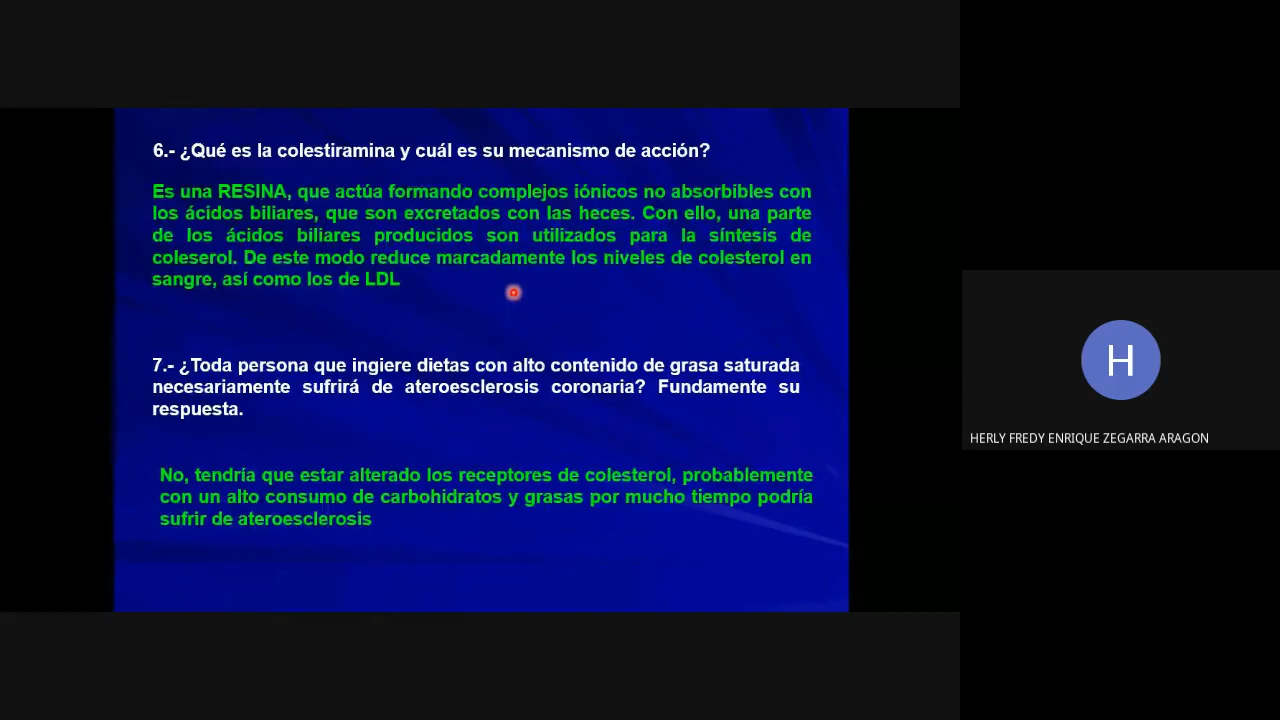 6.- ¿Qué es la colestiramina y cuál es su mecanismo de acción?
Es una RESINA, que actúa formando complejos iónicos no absorbibles con
los ácidos biliares, que son excretados con las heces. Con ello, una parte
de los ácidos biliares producidos son utilizados para la síntesis de
coleserol. De este modo reduce marcadamente los niveles de colesterol en
sangre, así como los de LDL
7.- ¿Toda persona que ingiere dietas con alto contenido de grasa saturada
necesariamente sufrirá de ateroesclerosis coronaria? Fundamente su
respuesta.
No, tendría que estar alterado los receptores de colesterol, probablemente
con un alto consumo de carbohidratos y grasas por mucho tiempo podría
sufrir de ateroesclerosis
H
HERLY FREDY ENRIQUE ZEGARRA ARAGON